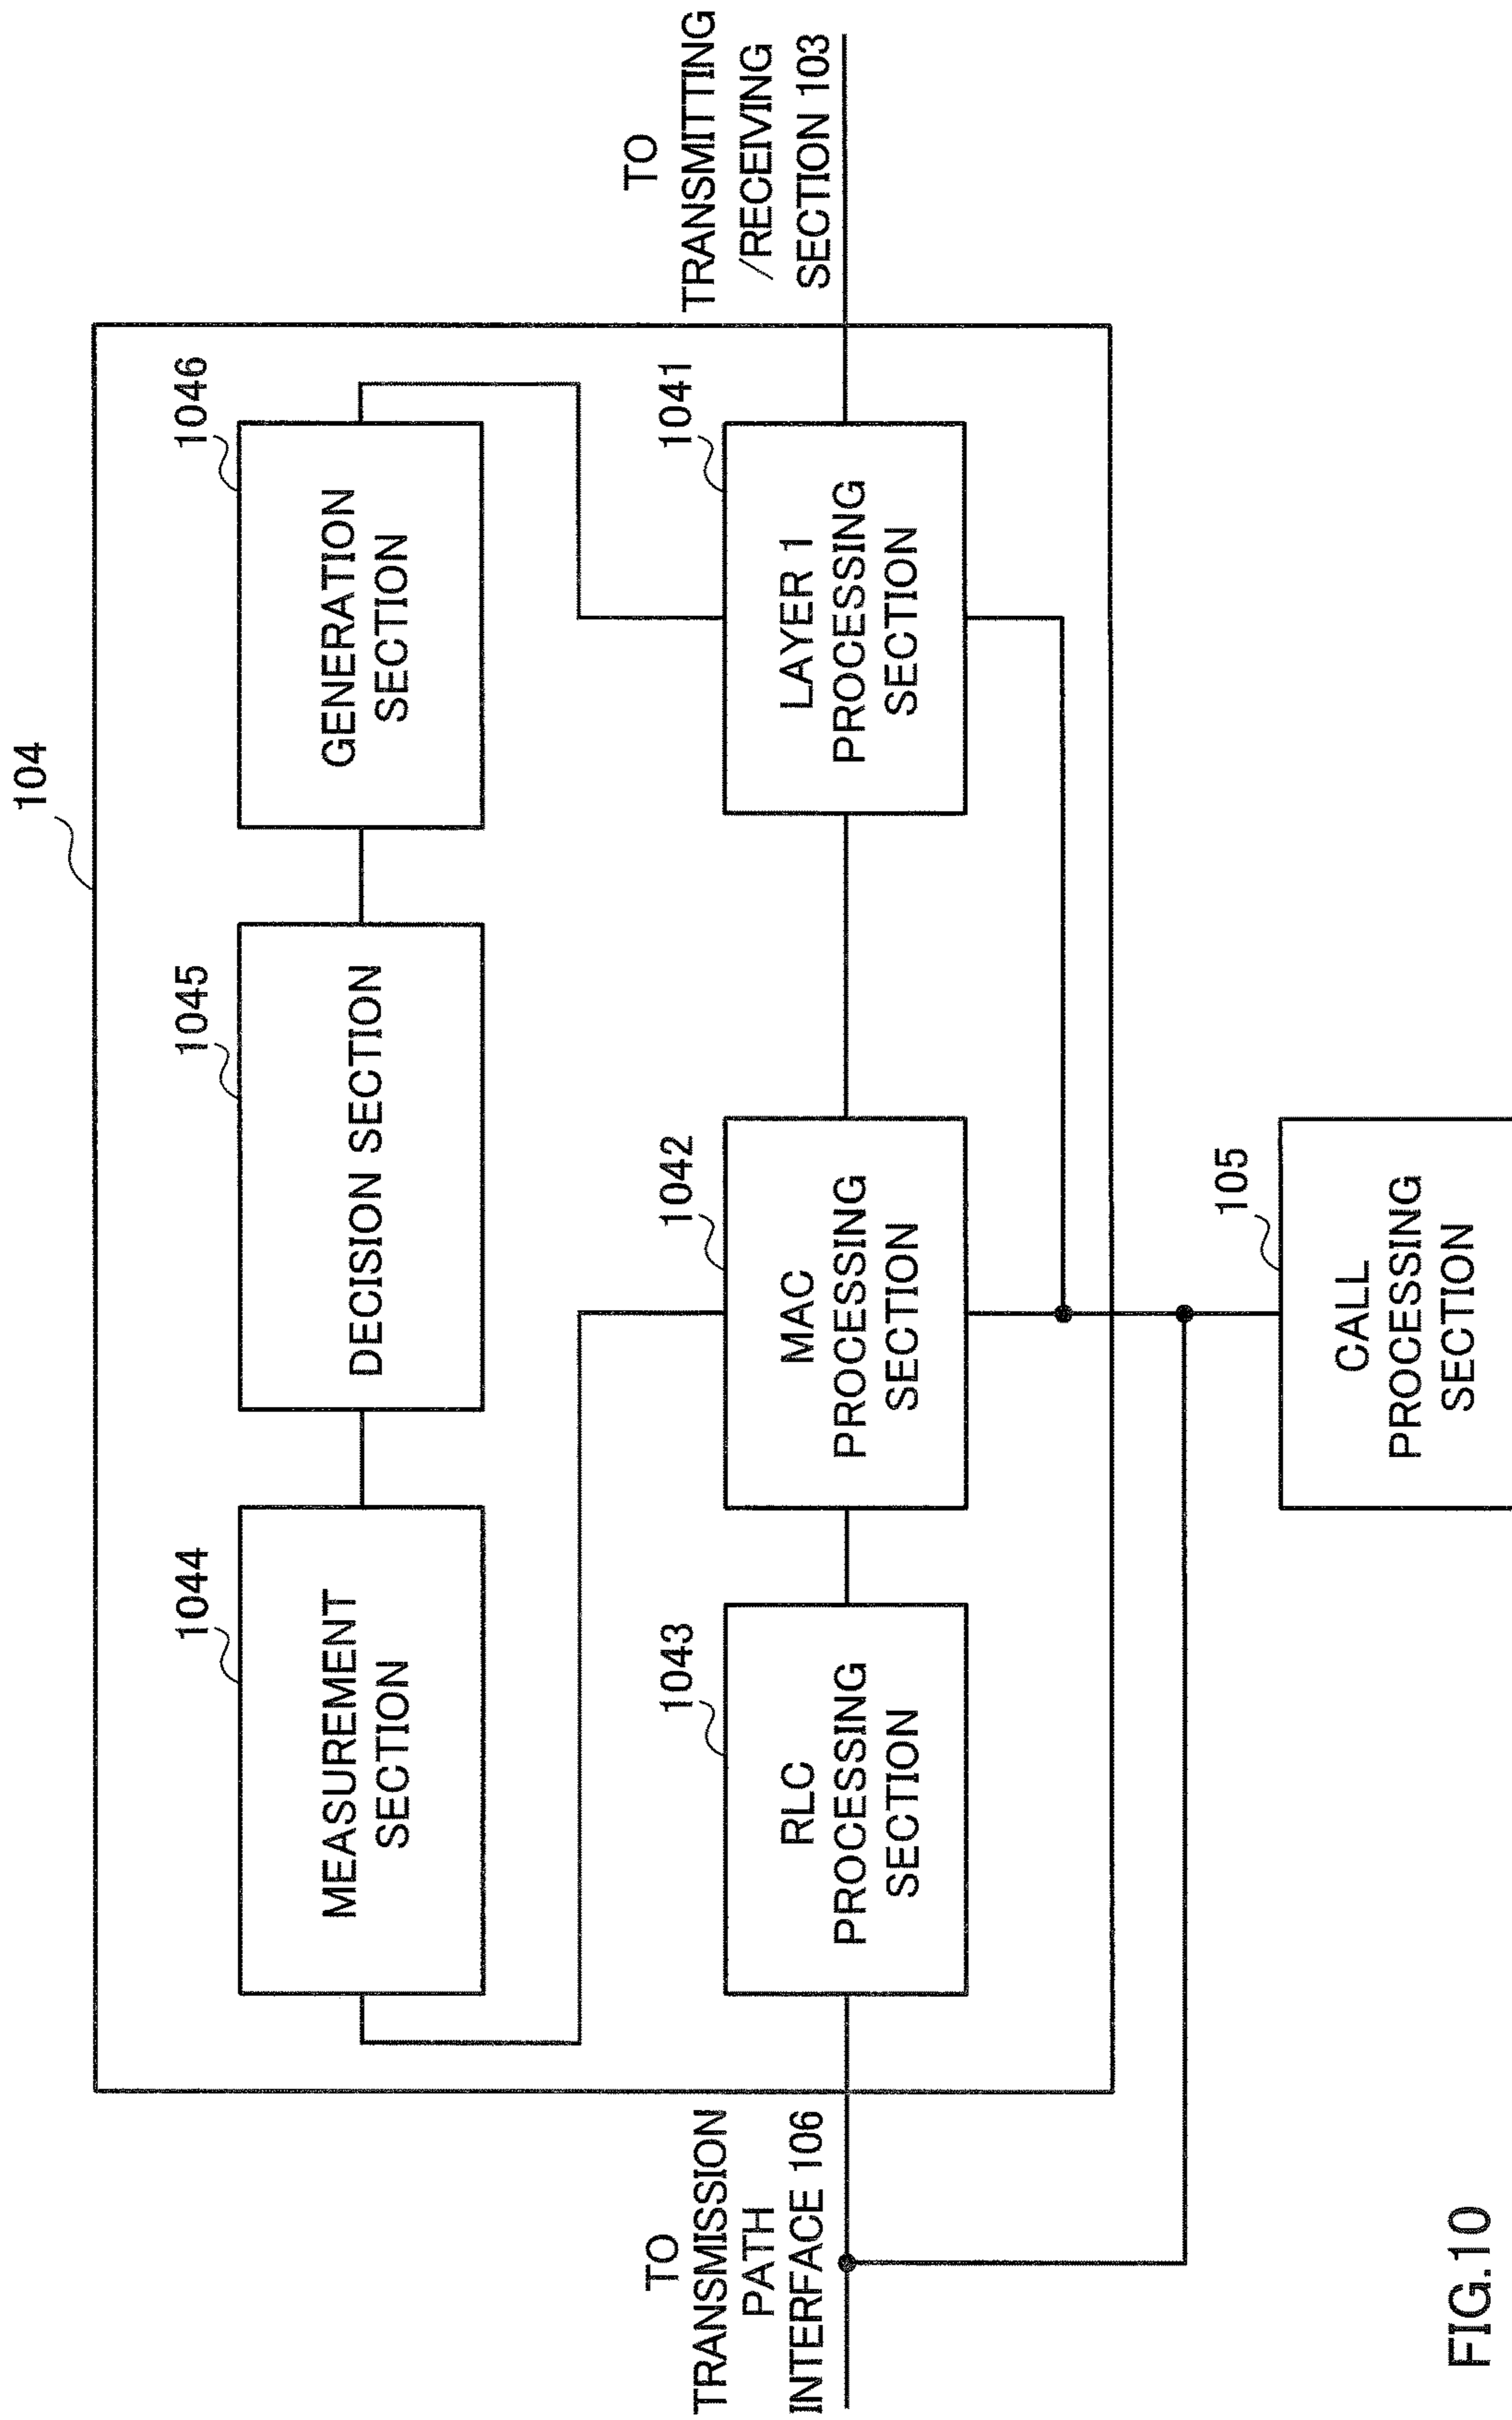 104
1044
MEASUREMENT
SECTION
1045
DECISION SECTION
1046
GENERATION
SECTION
TO
TRANSMISSION
PATH
INTERFACE 106
1043
RLC
PROCESSING
SECTION
1042
MAC
PROCESSING
SECTION
1041
LAYER 1
PROCESSING
SECTION
TO
TRANSMITTING
/RECEIVING
SECTION 103
105
CALL
PROCESSING
SECTION
FIG.10